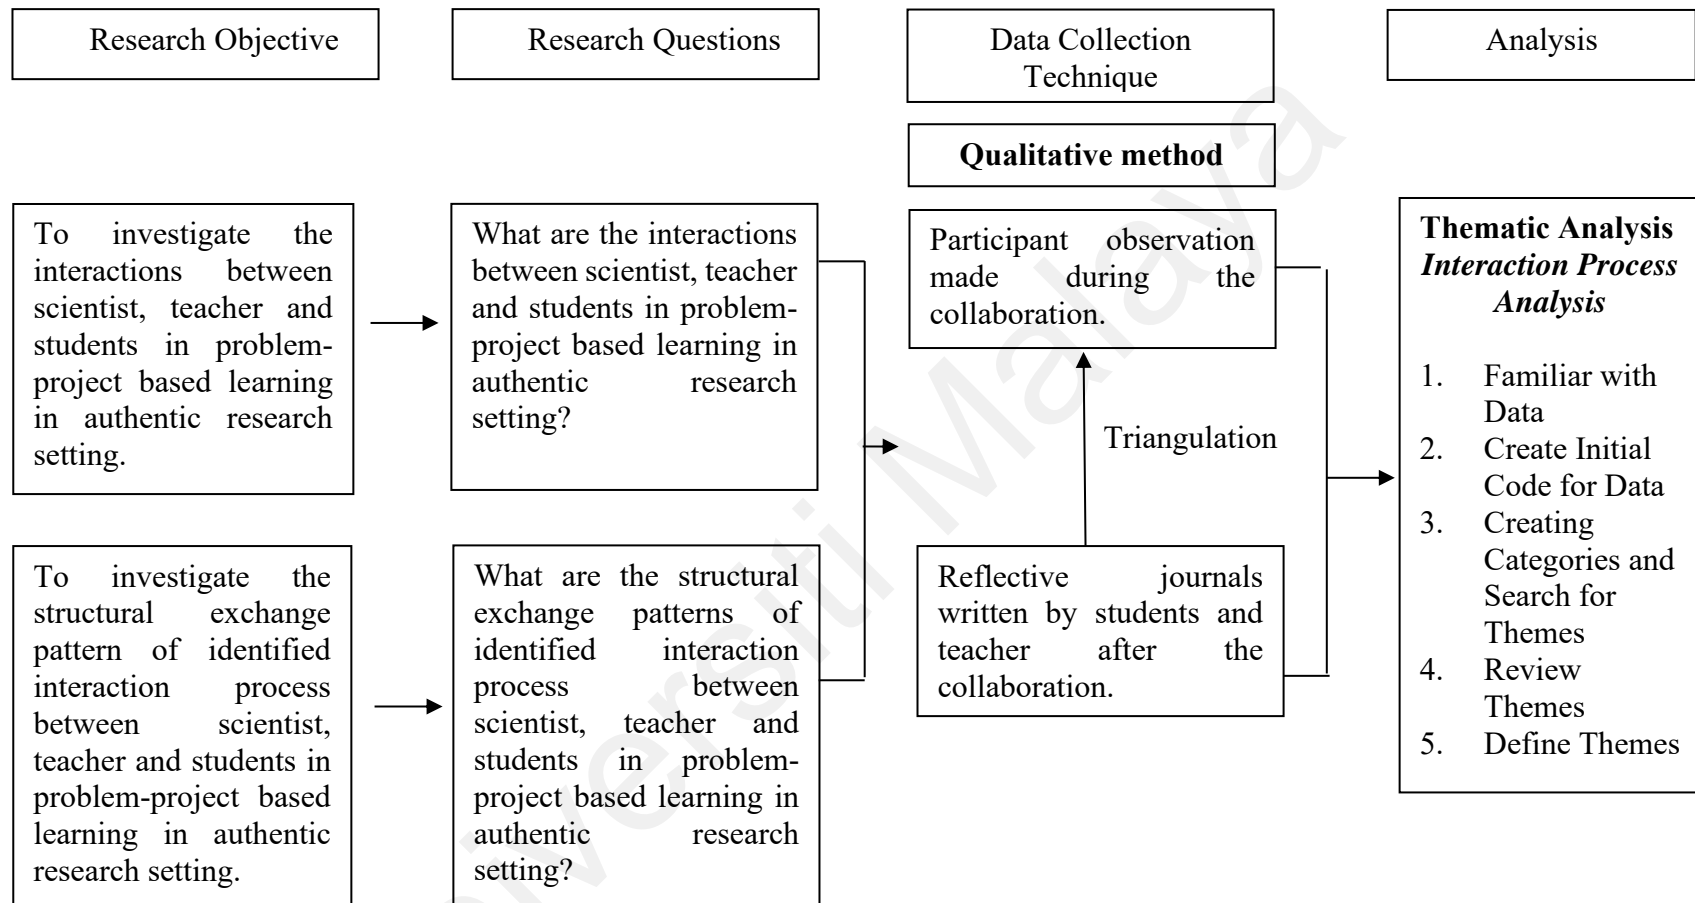 Research Objective
Research Questions
Data Collection
Technique
Analysis
Qualitative method
To investigate the
interactions between
scientist, teacher and
students in problem-
project based learning
in authentic research
setting.
What are the interactions
between scientist, teacher
and students in problem-
project based learning in
authentic research
setting?
Participant observation
made during the
collaboration.
Triangulation
Reflective journals
written by students and
teacher after the
collaboration.
Thematic Analysis
Interaction Process
Analysis
1. Familiar with
Data
2. Create Initial
Code for Data
3. Creating
Categories and
Search for
Themes
4. Review
Themes
5. Define Themes
To investigate the
structural exchange
pattern of identified
interaction process
between scientist,
teacher and students in
problem-project based
learning in authentic
research setting.
What are the structural
exchange patterns of
identified interaction
process between
scientist, teacher and
students in problem-
project based learning in
authentic research
setting?
niversiti Malaya